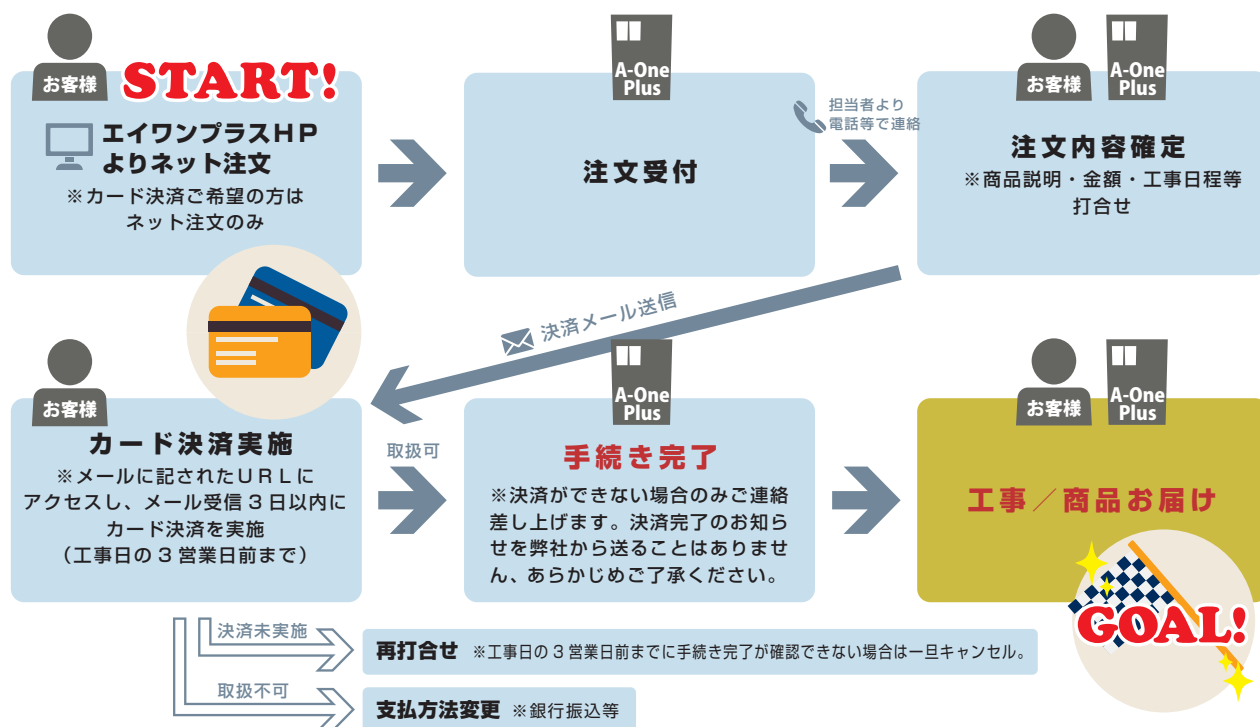 お客様
START!
エイワンプラスHP
よりネット注文
※カード決済ご希望の方は
ネット注文のみ
A-One
Plus
注文受付
担当者より
電話等で連絡
お客様
A-One
Plus
注文内容確定
※商品説明・金額・工事日程等
打合せ
決済メール送信
お客様
カード決済実施
※メールに記されたURLに
アクセスし、メール受信3日以内に
カード決済を実施
（工事日の3営業日前まで）
取扱可
A-One
Plus
手続き完了
※決済ができない場合のみご連絡
差し上げます。決済完了のお知ら
せを弊社から送ることはありませ
ん、あらかじめご了承ください。
お客様
A-One
Plus
工事／商品お届け
GOAL!
決済未実施
再打合せ ※工事日の3営業日前までに手続き完了が確認できない場合は一旦キャンセル。
取扱不可
支払方法変更 ※銀行振込等